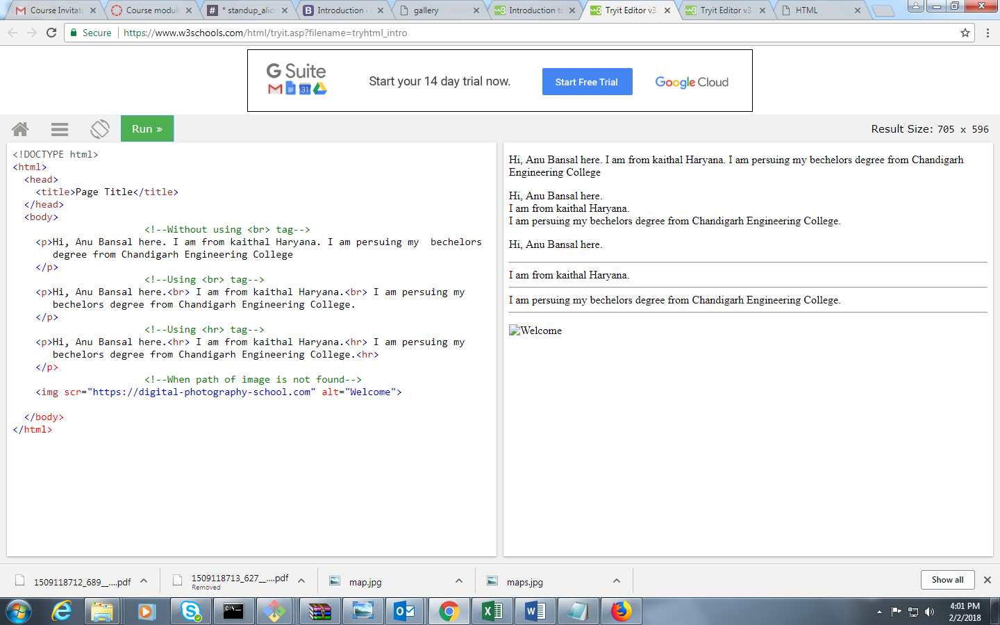 Course Invitati
Course module
* standup_alice
Introduction ·
gallery
Introduction to
Tryit Editor v3.
Tryit Editor v3.
HTML
Secure
https://www.w3schools.com/html/tryit.asp?filename=tryhtml_intro
G Suite
31
Start your 14 day trial now.
Start Free Trial
Google Cloud
Run »
Result Size: 705 x 596
<!DOCTYPE html>
<html>
<head>
<title>Page Title</title>
</head>
<body>
<!--Without using <br> tag-->
<p>Hi, Anu Bansal here. I am from kaithal Haryana. I am persuing my  bechelors
degree from Chandigarh Engineering College
</p>
<!--Using <br> tag-->
<p>Hi, Anu Bansal here.<br> I am from kaithal Haryana.<br> I am persuing my
bechelors degree from Chandigarh Engineering College.
</p>
<!--Using <hr> tag-->
<p>Hi, Anu Bansal here.<hr> I am from kaithal Haryana.<hr> I am persuing my
bechelors degree from Chandigarh Engineering College.<hr>
</p>
<!--When path of image is not found-->
<img scr="https://digital-photography-school.com" alt="Welcome">
</body>
</html>
Hi, Anu Bansal here. I am from kaithal Haryana. I am persuing my bechelors degree from Chandigarh
Engineering College
Hi, Anu Bansal here.
I am from kaithal Haryana.
I am persuing my bechelors degree from Chandigarh Engineering College.
Hi, Anu Bansal here.
I am from kaithal Haryana.
I am persuing my bechelors degree from Chandigarh Engineering College.
Welcome
1509118712_689__....pdf
1509118713_627__....pdf
Removed
map.jpg
maps.jpg
Show all
4:01 PM
2/2/2018